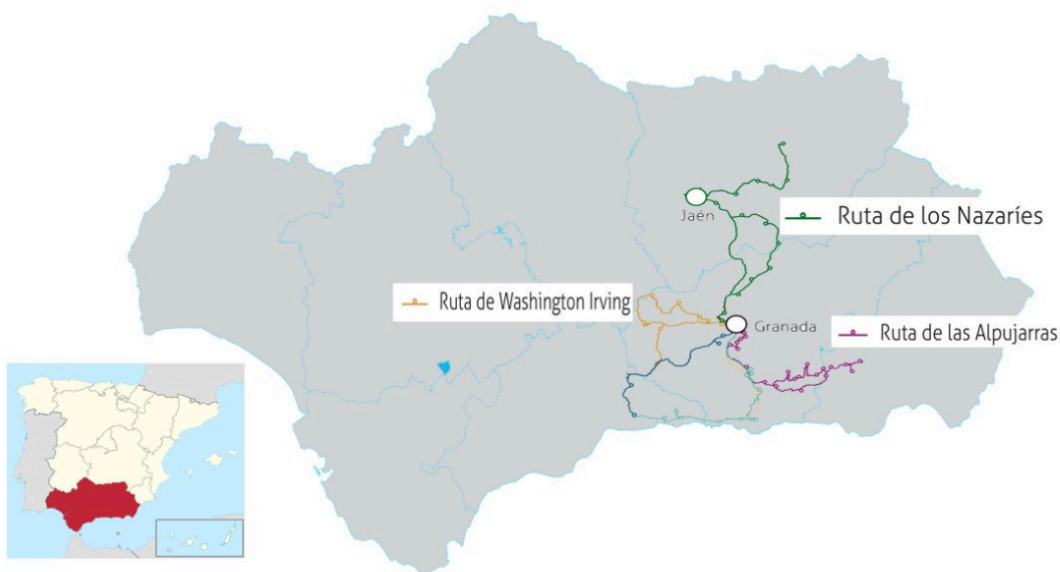 Jaén
Ruta de los Nazaríes
Ruta de Washington Irving
Granada
Ruta de las Alpujarras